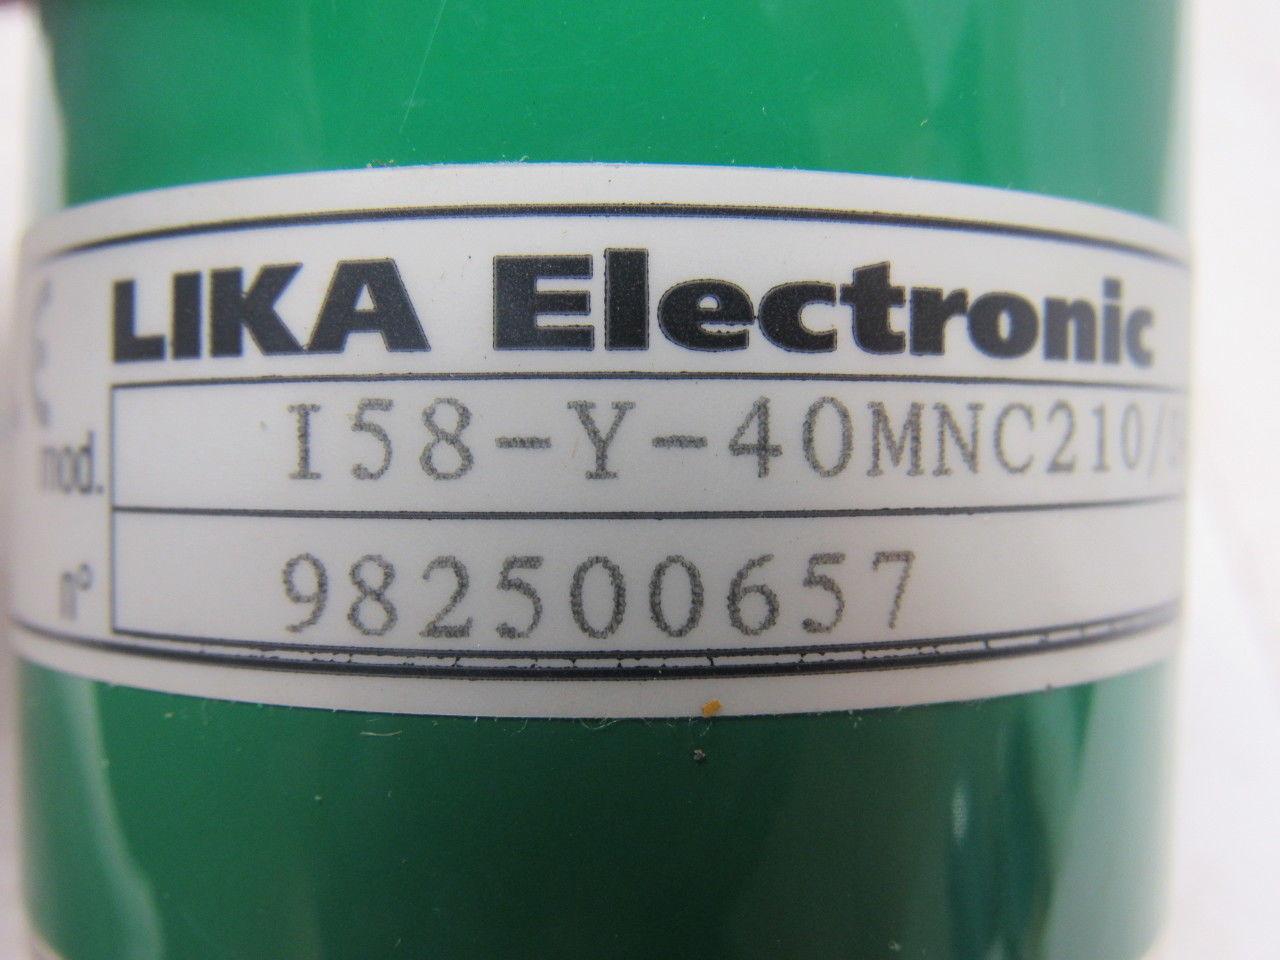 LIKA Electronic
mod. I58-Y-40MNC210/
n° 982500657